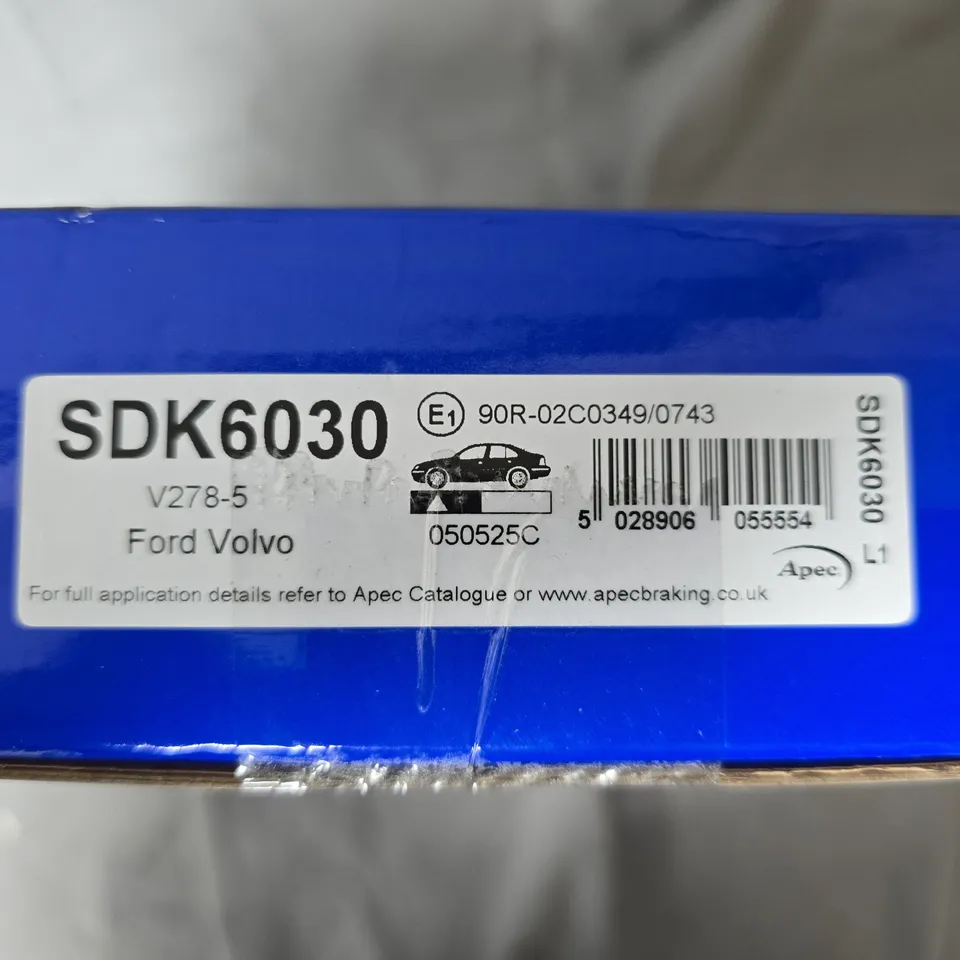 SDK6030
E1 90R-02C0349/0743
V278-5
Ford Volvo
050525C
5 028906 055554
SDK6030 L1
Apec
For full application details refer to Apec Catalogue or www.apecbraking.co.uk